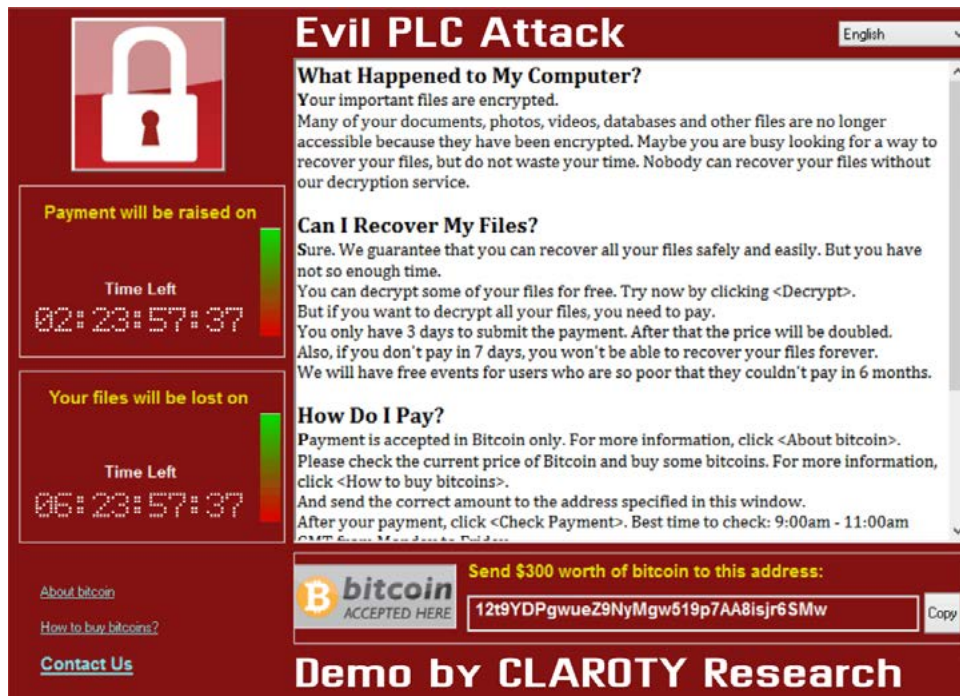 Evil PLC Attack
English
What Happened to My Computer?
Your important files are encrypted.
Many of your documents, photos, videos, databases and other files are no longer
accessible because they have been encrypted. Maybe you are busy looking for a way to
recover your files, but do not waste your time. Nobody can recover your files without
our decryption service.
Can I Recover My Files?
Sure. We guarantee that you can recover all your files safely and easily. But you have
not so enough time.
You can decrypt some of your files for free. Try now by clicking <Decrypt>.
But if you want to decrypt all your files, you need to pay.
You only have 3 days to submit the payment. After that the price will be doubled.
Also, if you don't pay in 7 days, you won't be able to recover your files forever.
We will have free events for users who are so poor that they couldn't pay in 6 months.
How Do I Pay?
Payment is accepted in Bitcoin only. For more information, click <About bitcoin>.
Please check the current price of Bitcoin and buy some bitcoins. For more information,
click <How to buy bitcoins>.
And send the correct amount to the address specified in this window.
After your payment, click <Check Payment>. Best time to check: 9:00am - 11:00am
GMT from Monday to Friday
Payment will be raised on
Time Left
02:23:57:37
Your files will be lost on
Time Left
06:23:57:37
About bitcoin
How to buy bitcoins?
Contact Us
bitcoin
ACCEPTED HERE
Send $300 worth of bitcoin to this address:
12t9YDPgwueZ9NyMgw519p7AA8isjr6SMw
Copy
Demo by CLAROTY Research